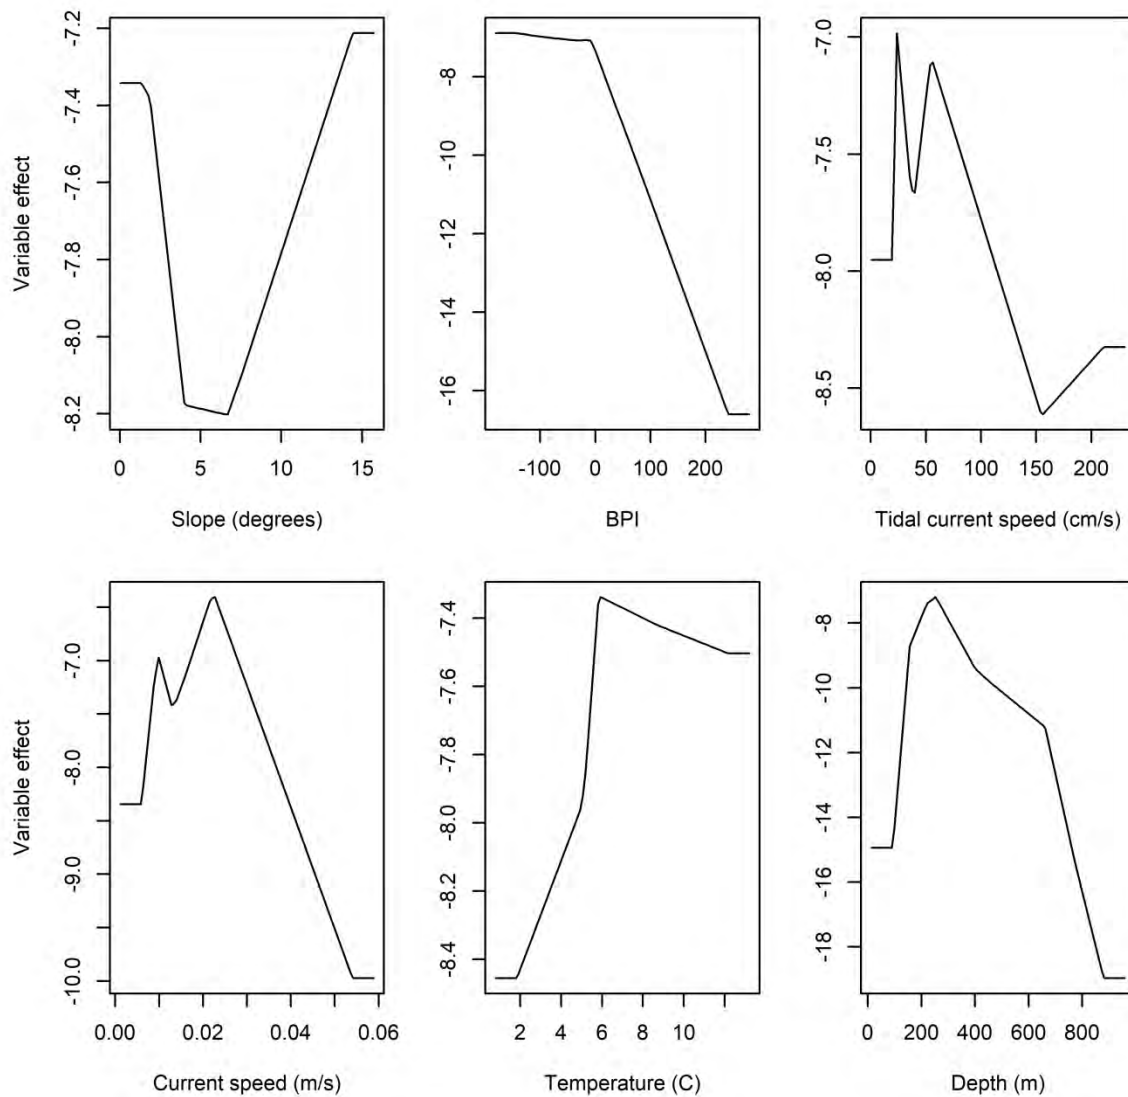 Variable effect
-7.2
-7.4
-7.6
-7.8
-8.0
-8.2
0 5 10 15
Slope (degrees)
-8
-10
-12
-14
-16
-100 0 100 200
BPI
-7.0
-7.5
-8.0
-8.5
0 50 100 150 200
Tidal current speed (cm/s)
Variable effect
-7.0
-8.0
-9.0
-10.0
0.00 0.02 0.04 0.06
Current speed (m/s)
-7.4
-7.6
-7.8
-8.0
-8.2
-8.4
2 4 6 8 10
Temperature (C)
-8
-10
-12
-14
-16
-18
0 200 400 600 800
Depth (m)